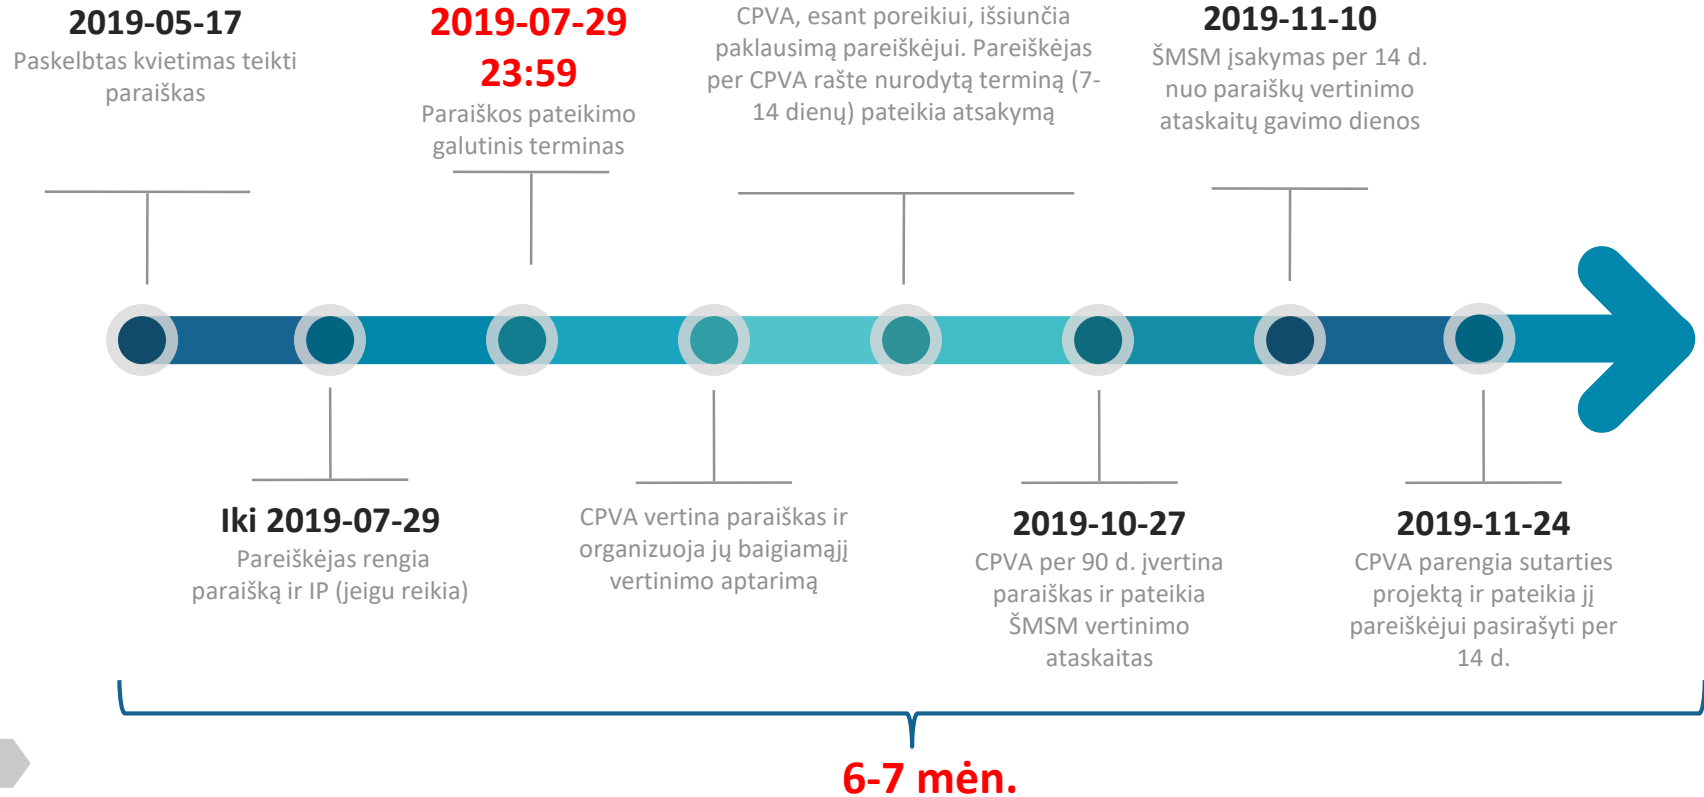 2019-05-17
Paskelbtas kvietimas teikti
paraiškas
2019-07-29
23:59
Paraiškos pateikimo
galutinis terminas
CPVA, esant poreikiui, išsiunčia
paklausimą pareiškėjui. Pareiškėjas
per CPVA rašte nurodytą terminą (7-
14 dienų) pateikia atsakymą
2019-11-10
ŠMSM įsakymas per 14 d.
nuo paraiškų vertinimo
ataskaitų gavimo dienos
Iki 2019-07-29
Pareiškėjas rengia
paraišką ir IP (jeigu reikia)
CPVA vertina paraiškas ir
organizuoja jų baigiamąjį
vertinimo aptarimą
2019-10-27
CPVA per 90 d. įvertina
paraiškas ir pateikia
ŠMSM vertinimo
ataskaitas
2019-11-24
CPVA parengia sutarties
projektą ir pateikia jį
pareiškėjui pasirašyti per
14 d.
6-7 mėn.